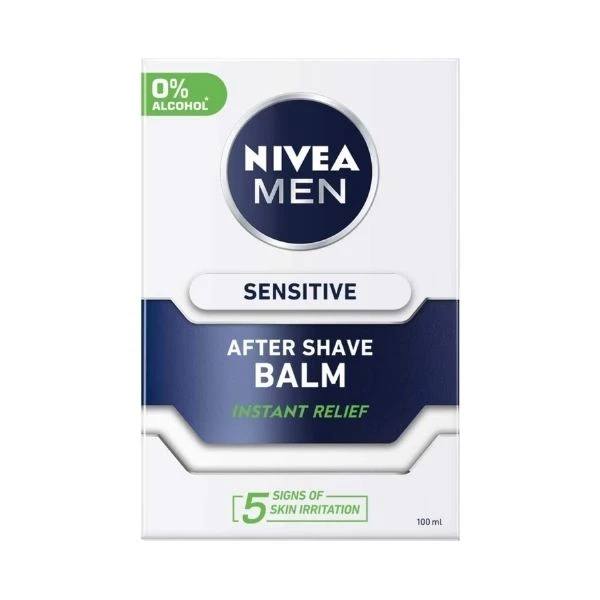 0%
ALCOHOL*
NIVEA
MEN
SENSITIVE
AFTER SHAVE
BALM
INSTANT RELIEF
5 SIGNS OF
SKIN IRRITATION
100 ml